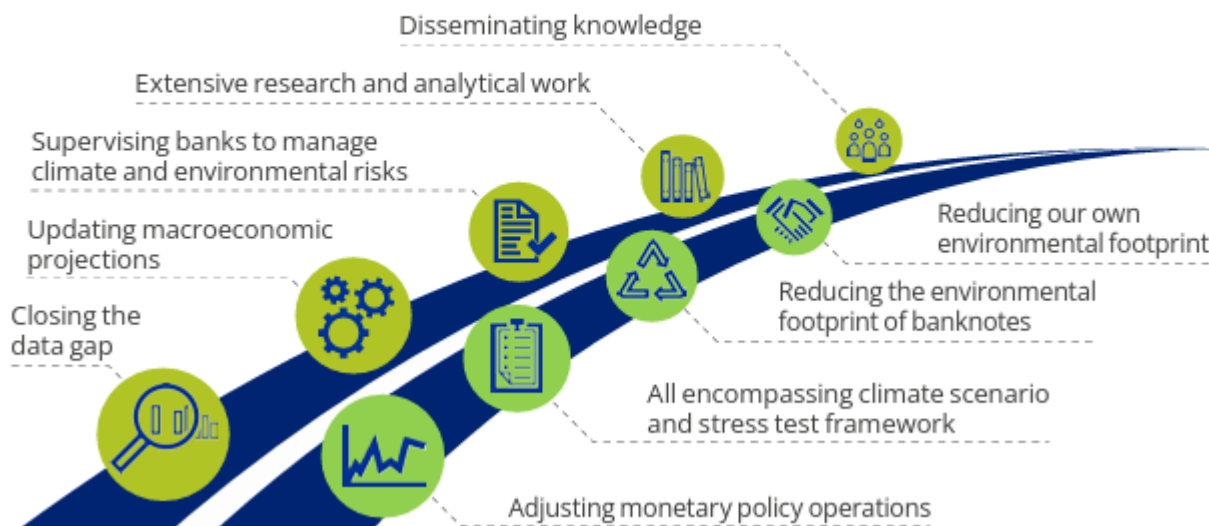 Disseminating knowledge
Extensive research and analytical work
Supervising banks to manage
climate and environmental risks
Updating macroeconomic
projections
Closing the
data gap
Reducing our own
environmental footprint
Reducing the environmental
footprint of banknotes
All encompassing climate scenario
and stress test framework
Adjusting monetary policy operations